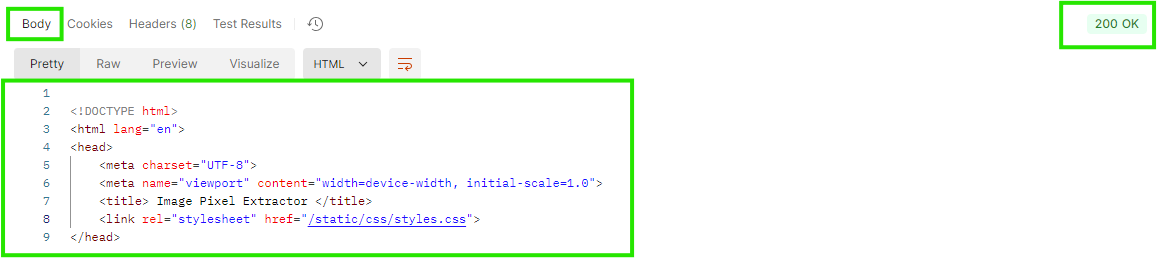 Body Cookies Headers (8) Test Results 200 OK
Pretty Raw Preview Visualize HTML
1
2 <!DOCTYPE html>
3 <html lang="en">
4 <head>
5 <meta charset="UTF-8">
6 <meta name="viewport" content="width=device-width, initial-scale=1.0">
7 <title> Image Pixel Extractor </title>
8 <link rel="stylesheet" href="/static/css/styles.css">
9 </head>